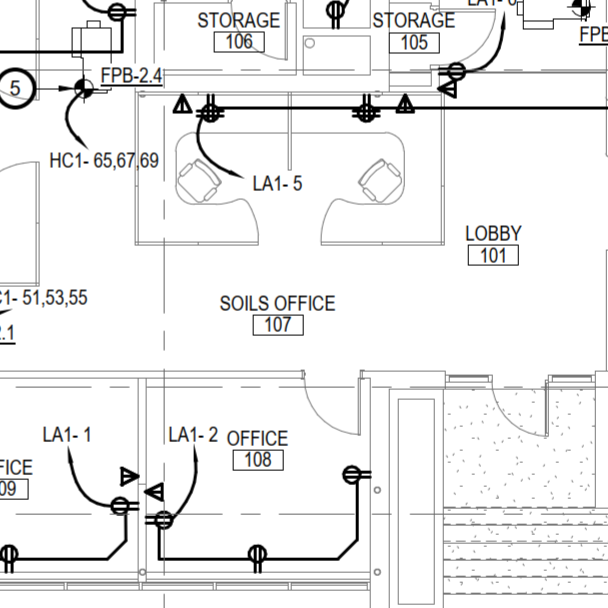 LA1- 6
STORAGE
106
STORAGE
105
FPB
5
FPB-2.4
HC1- 65,67,69
LA1- 5
LOBBY
101
C1- 51,53,55
2.1
SOILS OFFICE
107
LA1- 1
LA1- 2
OFFICE
108
FICE
09